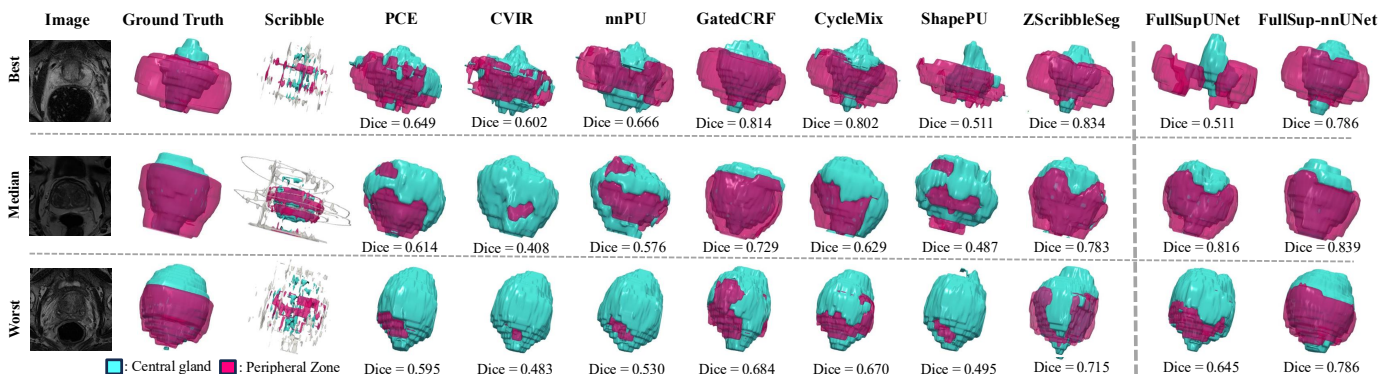 Image Ground Truth Scribble PCE CVIR nnPU GatedCRF CycleMix ShapePU ZScribbleSeg FullSupUNet FullSup-nnUNet
Best
Dice = 0.649 Dice = 0.602 Dice = 0.666 Dice = 0.814 Dice = 0.802 Dice = 0.511 Dice = 0.834 Dice = 0.511 Dice = 0.786
Median
Dice = 0.614 Dice = 0.408 Dice = 0.576 Dice = 0.729 Dice = 0.629 Dice = 0.487 Dice = 0.783 Dice = 0.816 Dice = 0.839
Worst
: Central gland : Peripheral Zone Dice = 0.595 Dice = 0.483 Dice = 0.530 Dice = 0.684 Dice = 0.670 Dice = 0.495 Dice = 0.715 Dice = 0.645 Dice = 0.786